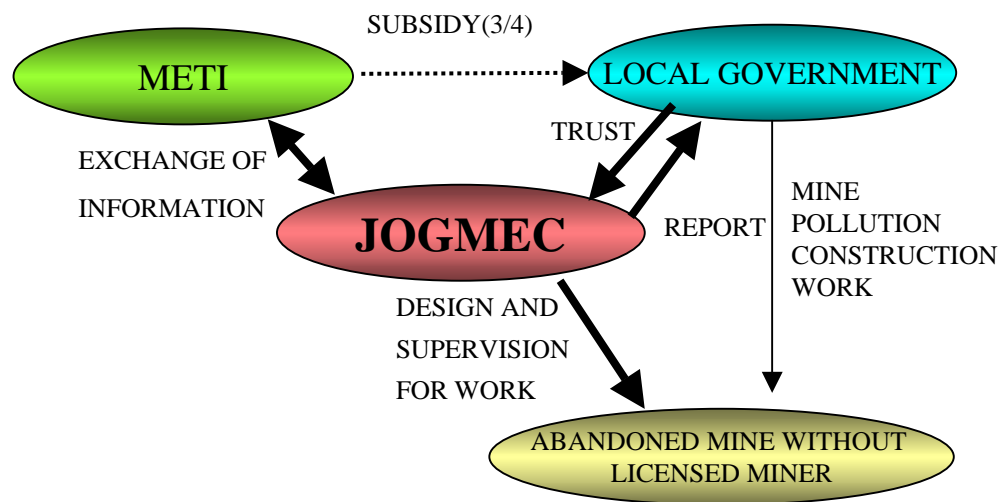 SUBSIDY(3/4)
METI
LOCAL GOVERNMENT
TRUST
EXCHANGE OF
INFORMATION
JOGMEC
REPORT
MINE
POLLUTION
CONSTRUCTION
WORK
DESIGN AND
SUPERVISION
FOR WORK
ABANDONED MINE WITHOUT
LICENSED MINER